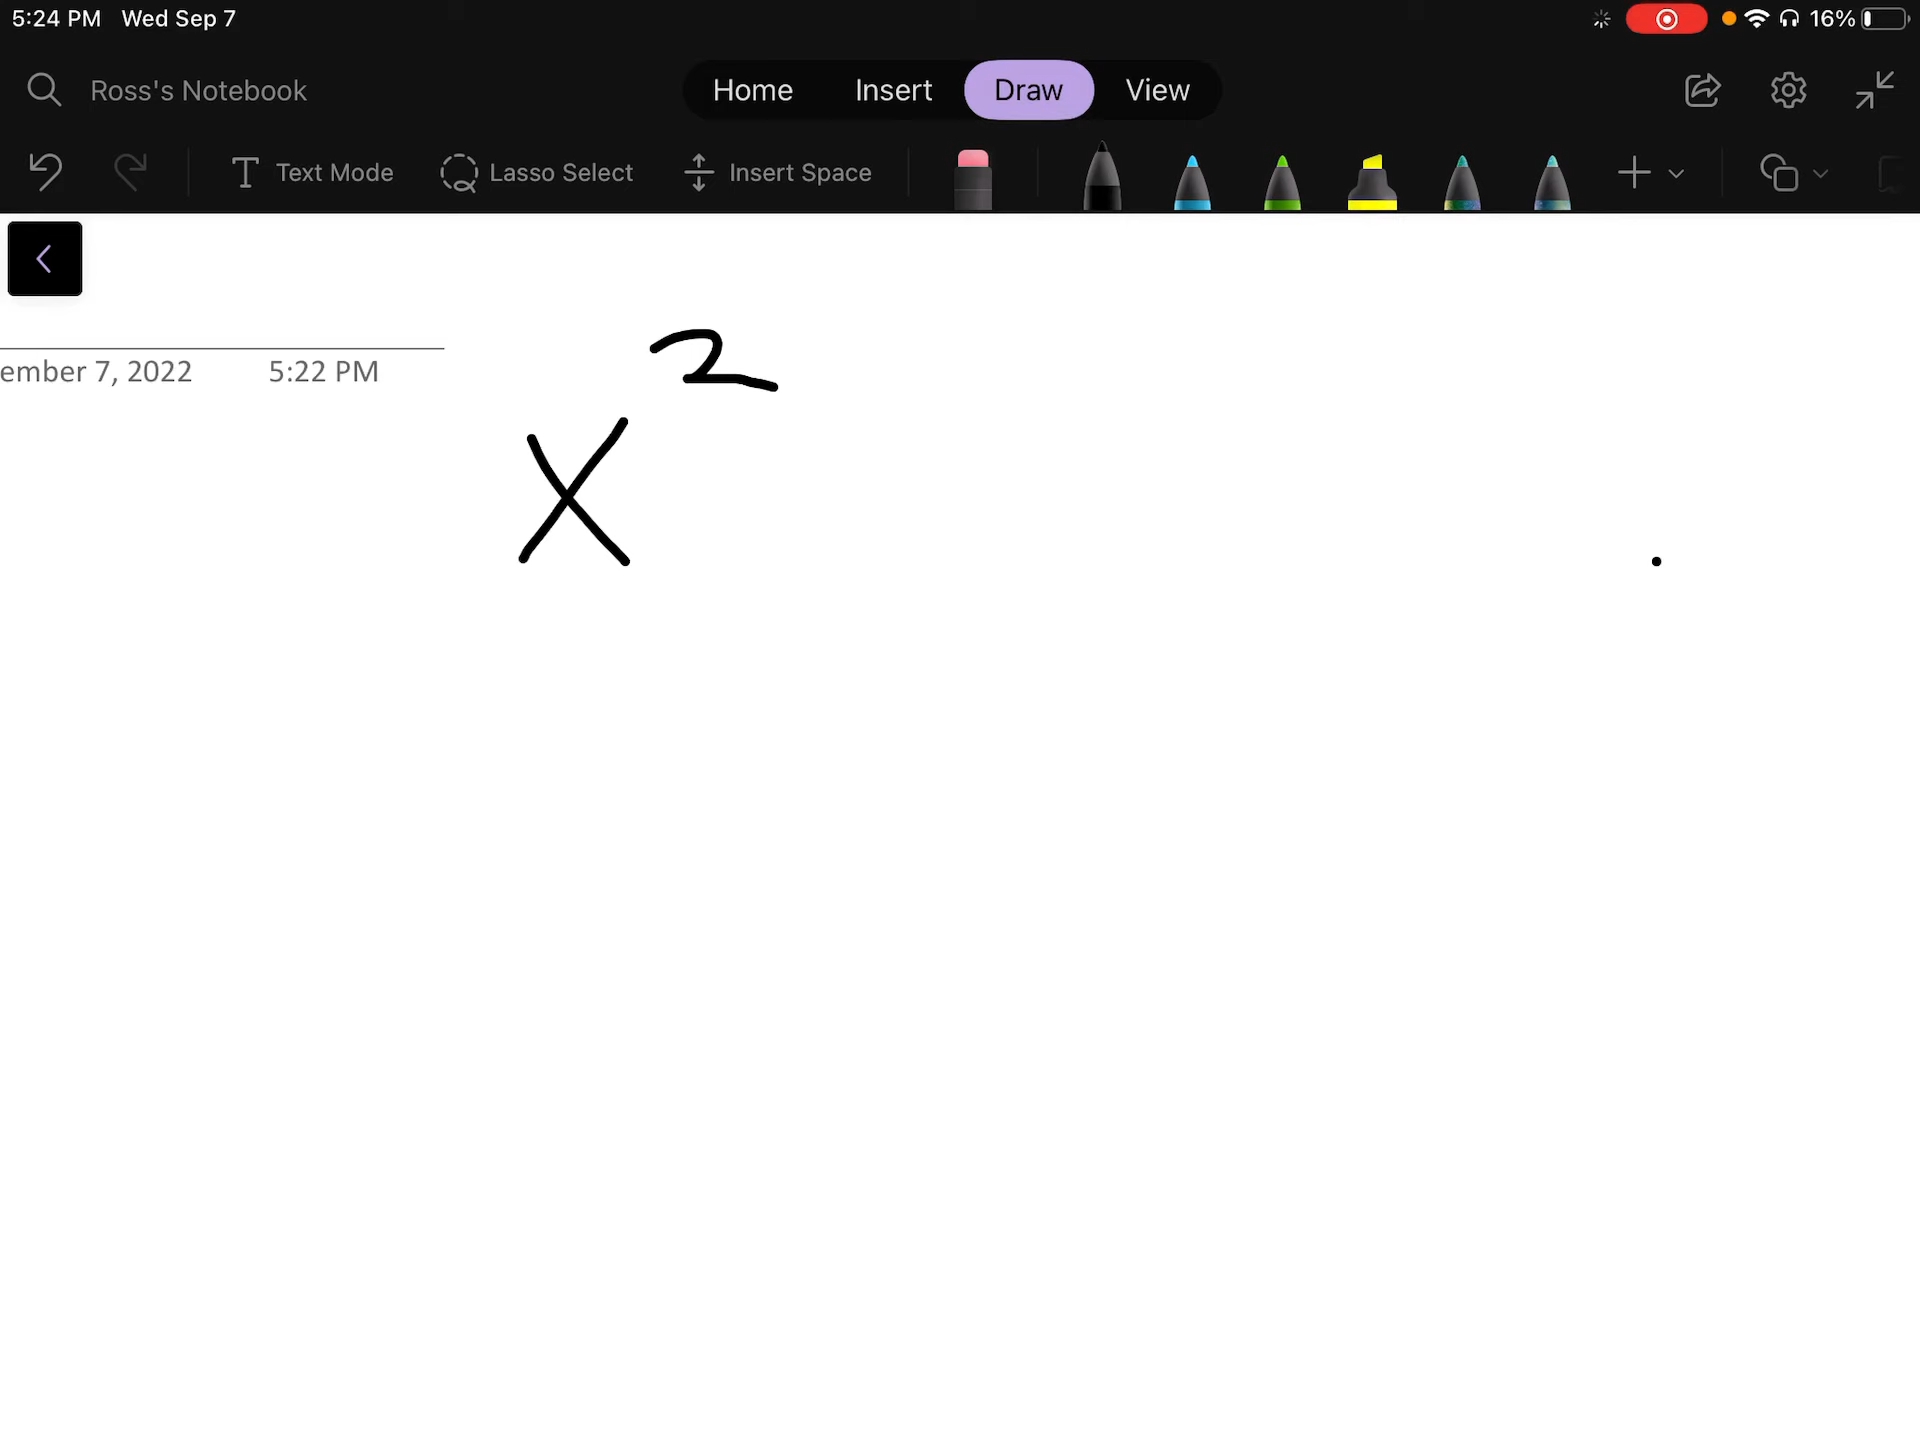 5:24 PM Wed Sep 7 16%
Ross's Notebook Home Insert Draw View
Text Mode Lasso Select Insert Space
ember 7, 2022 5:22 PM
x²